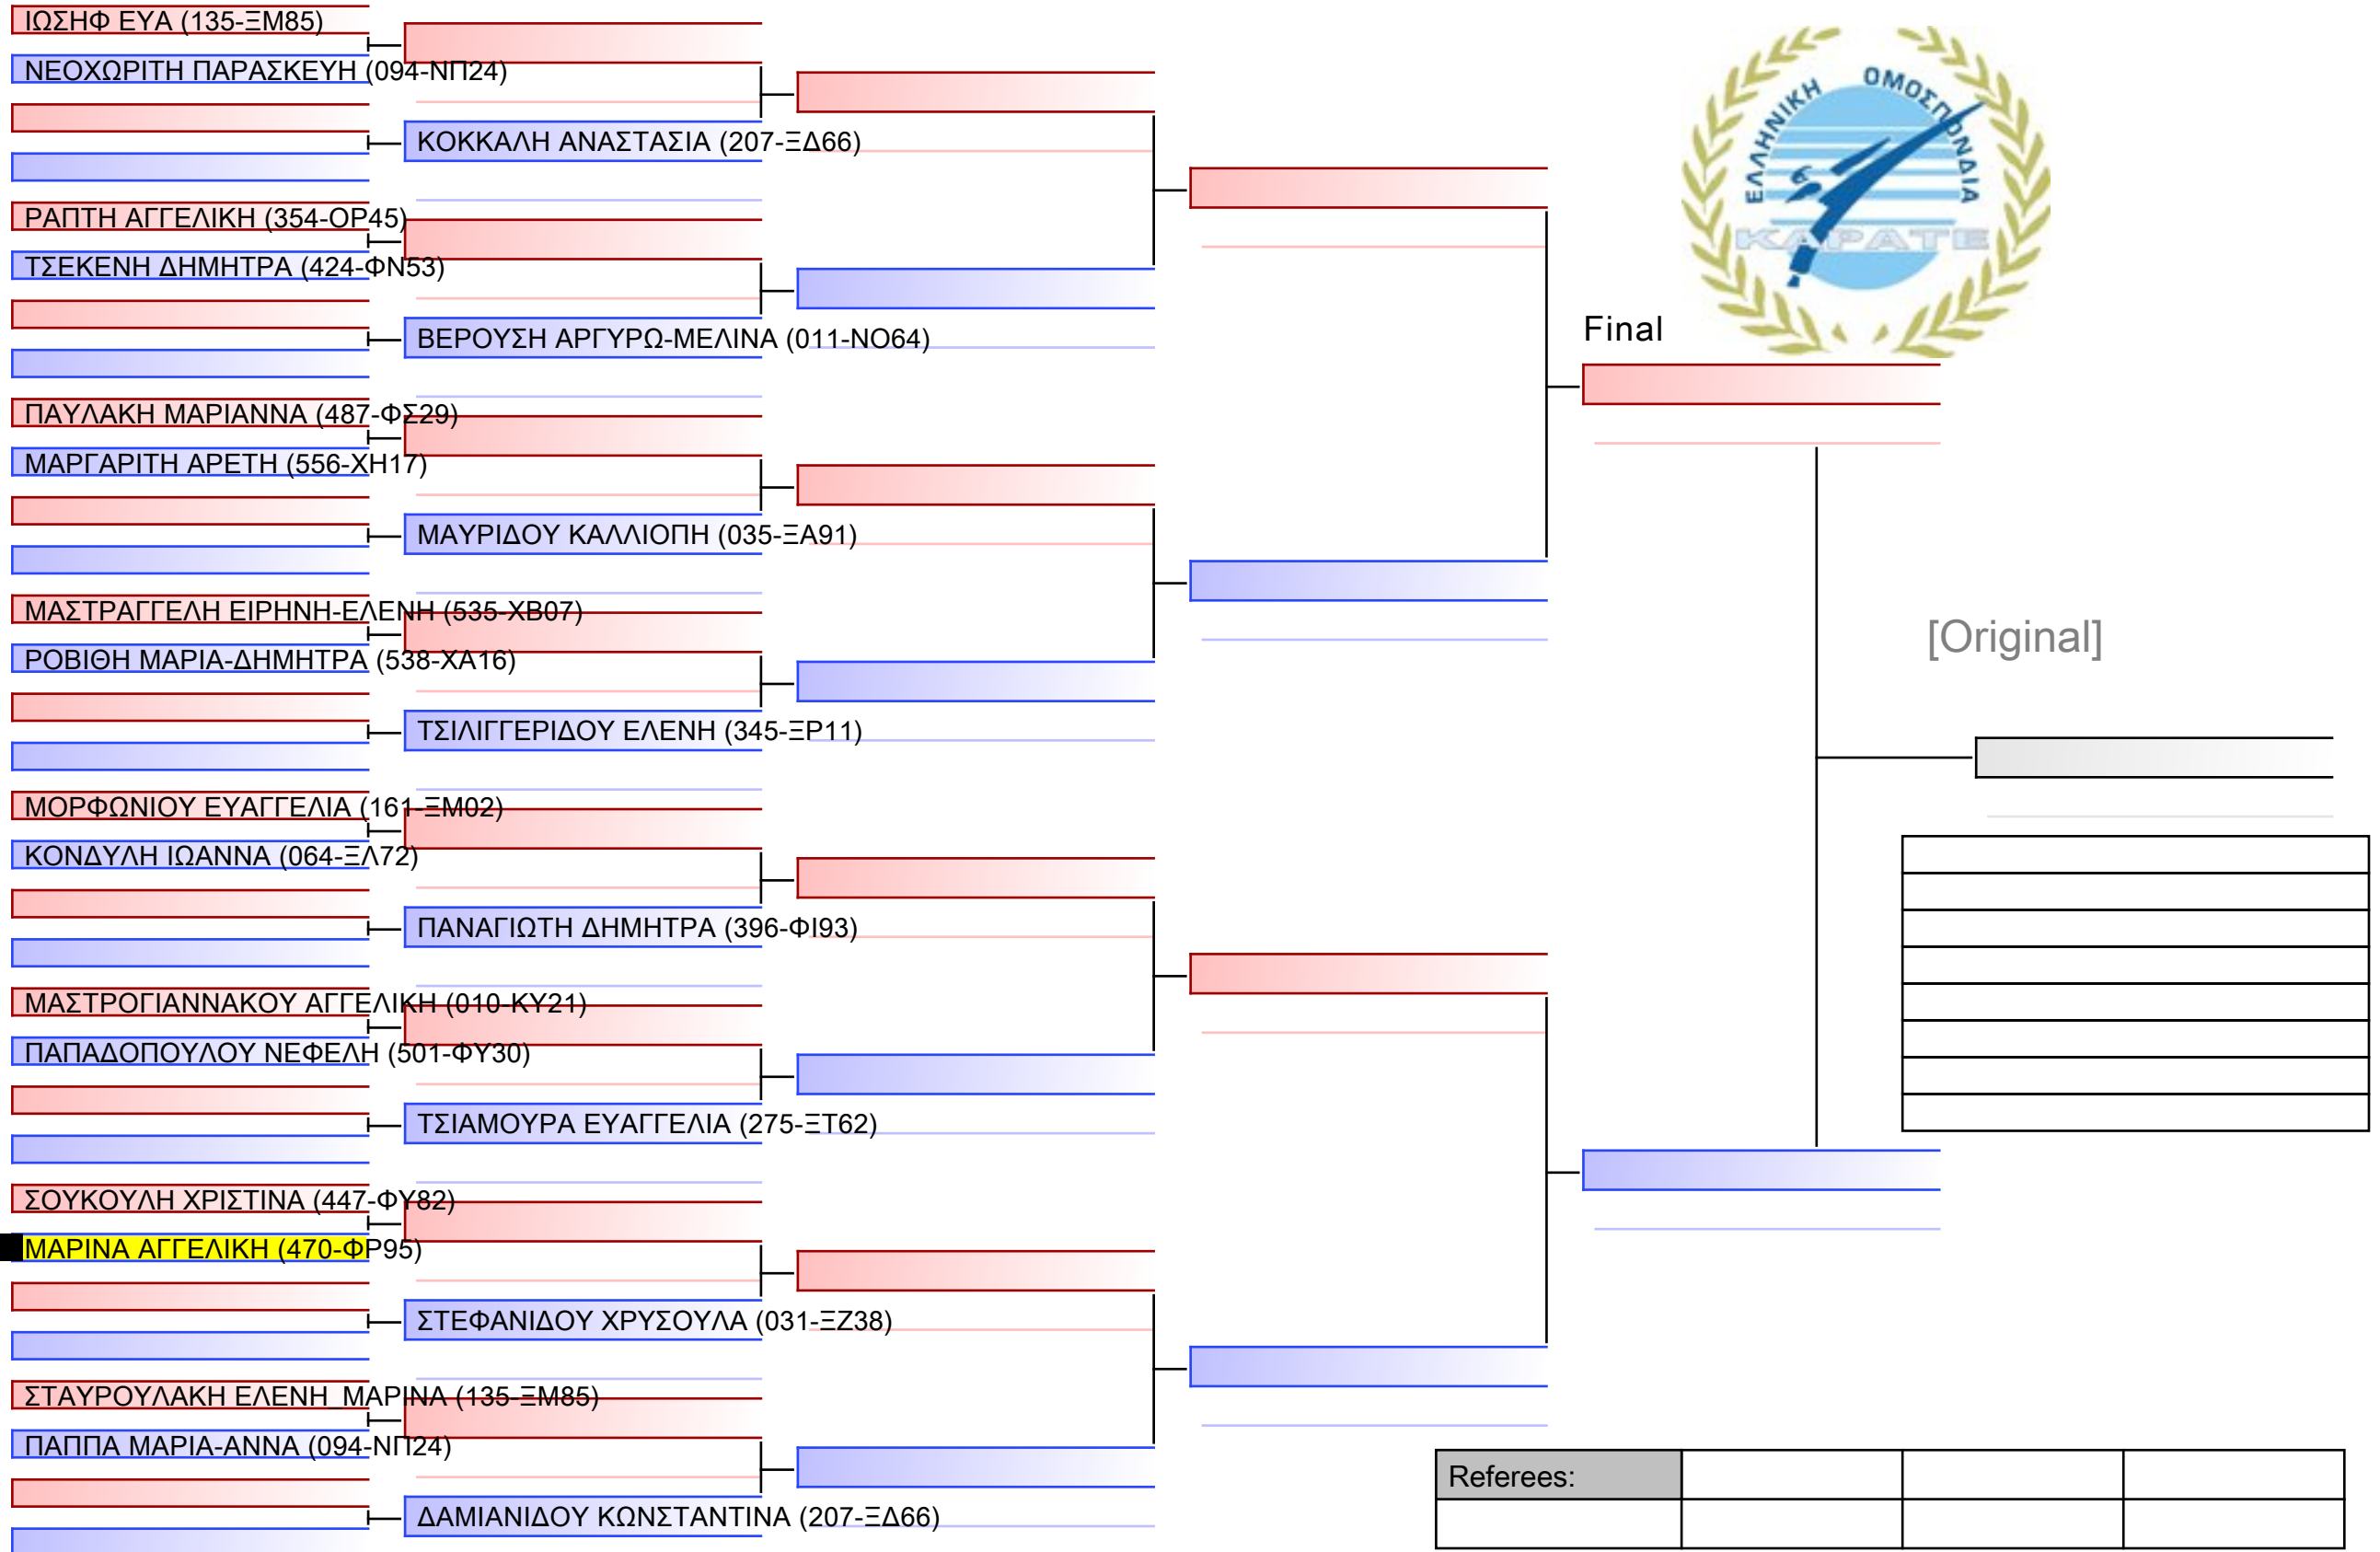 ΙΩΣΗΦ ΕΥΑ (135-ΞΜ85)
ΝΕΟΧΩΡΙΤΗ ΠΑΡΑΣΚΕΥΗ (094-ΝΠ24)
ΚΟΚΚΑΛΗ ΑΝΑΣΤΑΣΙΑ (207-ΞΔ66)
ΡΑΠΤΗ ΑΓΓΕΛΙΚΗ (354-ΟΡ45)
ΤΣΕΚΕΝΗ ΔΗΜΗΤΡΑ (424-ΦΝ53)
ΒΕΡΟΥΣΗ ΑΡΓΥΡΩ-ΜΕΛΙΝΑ (011-ΝΟ64)
ΠΑΥΛΑΚΗ ΜΑΡΙΑΝΝΑ (487-ΦΣ29)
ΜΑΡΓΑΡΙΤΗ ΑΡΕΤΗ (556-ΧΗ17)
ΜΑΥΡΙΔΟΥ ΚΑΛΛΙΟΠΗ (035-ΞΑ91)
ΜΑΣΤΡΑΓΓΕΛΗ ΕΙΡΗΝΗ-ΕΛΕΝΗ (535-ΧΒ07)
ΡΟΒΙΘΗ ΜΑΡΙΑ-ΔΗΜΗΤΡΑ (538-ΧΑ16)
ΤΣΙΛΙΓΓΕΡΙΔΟΥ ΕΛΕΝΗ (345-ΞΡ11)
ΜΟΡΦΩΝΙΟΥ ΕΥΑΓΓΕΛΙΑ (161-ΞΜ02)
ΚΟΝΔΥΛΗ ΙΩΑΝΝΑ (064-ΞΛ72)
ΠΑΝΑΓΙΩΤΗ ΔΗΜΗΤΡΑ (396-ΦΙ93)
ΜΑΣΤΡΟΓΙΑΝΝΑΚΟΥ ΑΓΓΕΛΙΚΗ (010-ΚΥ21)
ΠΑΠΑΔΟΠΟΥΛΟΥ ΝΕΦΕΛΗ (501-ΦΥ30)
ΤΣΙΑΜΟΥΡΑ ΕΥΑΓΓΕΛΙΑ (275-ΞΤ62)
ΣΟΥΚΟΥΛΗ ΧΡΙΣΤΙΝΑ (447-ΦΥ82)
ΜΑΡΙΝΑ ΑΓΓΕΛΙΚΗ (470-ΦΡ95)
ΣΤΕΦΑΝΙΔΟΥ ΧΡΥΣΟΥΛΑ (031-ΞΖ38)
ΣΤΑΥΡΟΥΛΑΚΗ ΕΛΕΝΗ_ΜΑΡΙΝΑ (135-ΞΜ85)
ΠΑΠΠΑ ΜΑΡΙΑ-ΑΝΝΑ (094-ΝΠ24)
ΔΑΜΙΑΝΙΔΟΥ ΚΩΝΣΤΑΝΤΙΝΑ (207-ΞΔ66)
ΕΛΛΗΝΙΚΗ ΟΜΟΣΠΟΝΔΙΑ
ΚΑΡΑΤΕ
Final
[Original]
Referees: